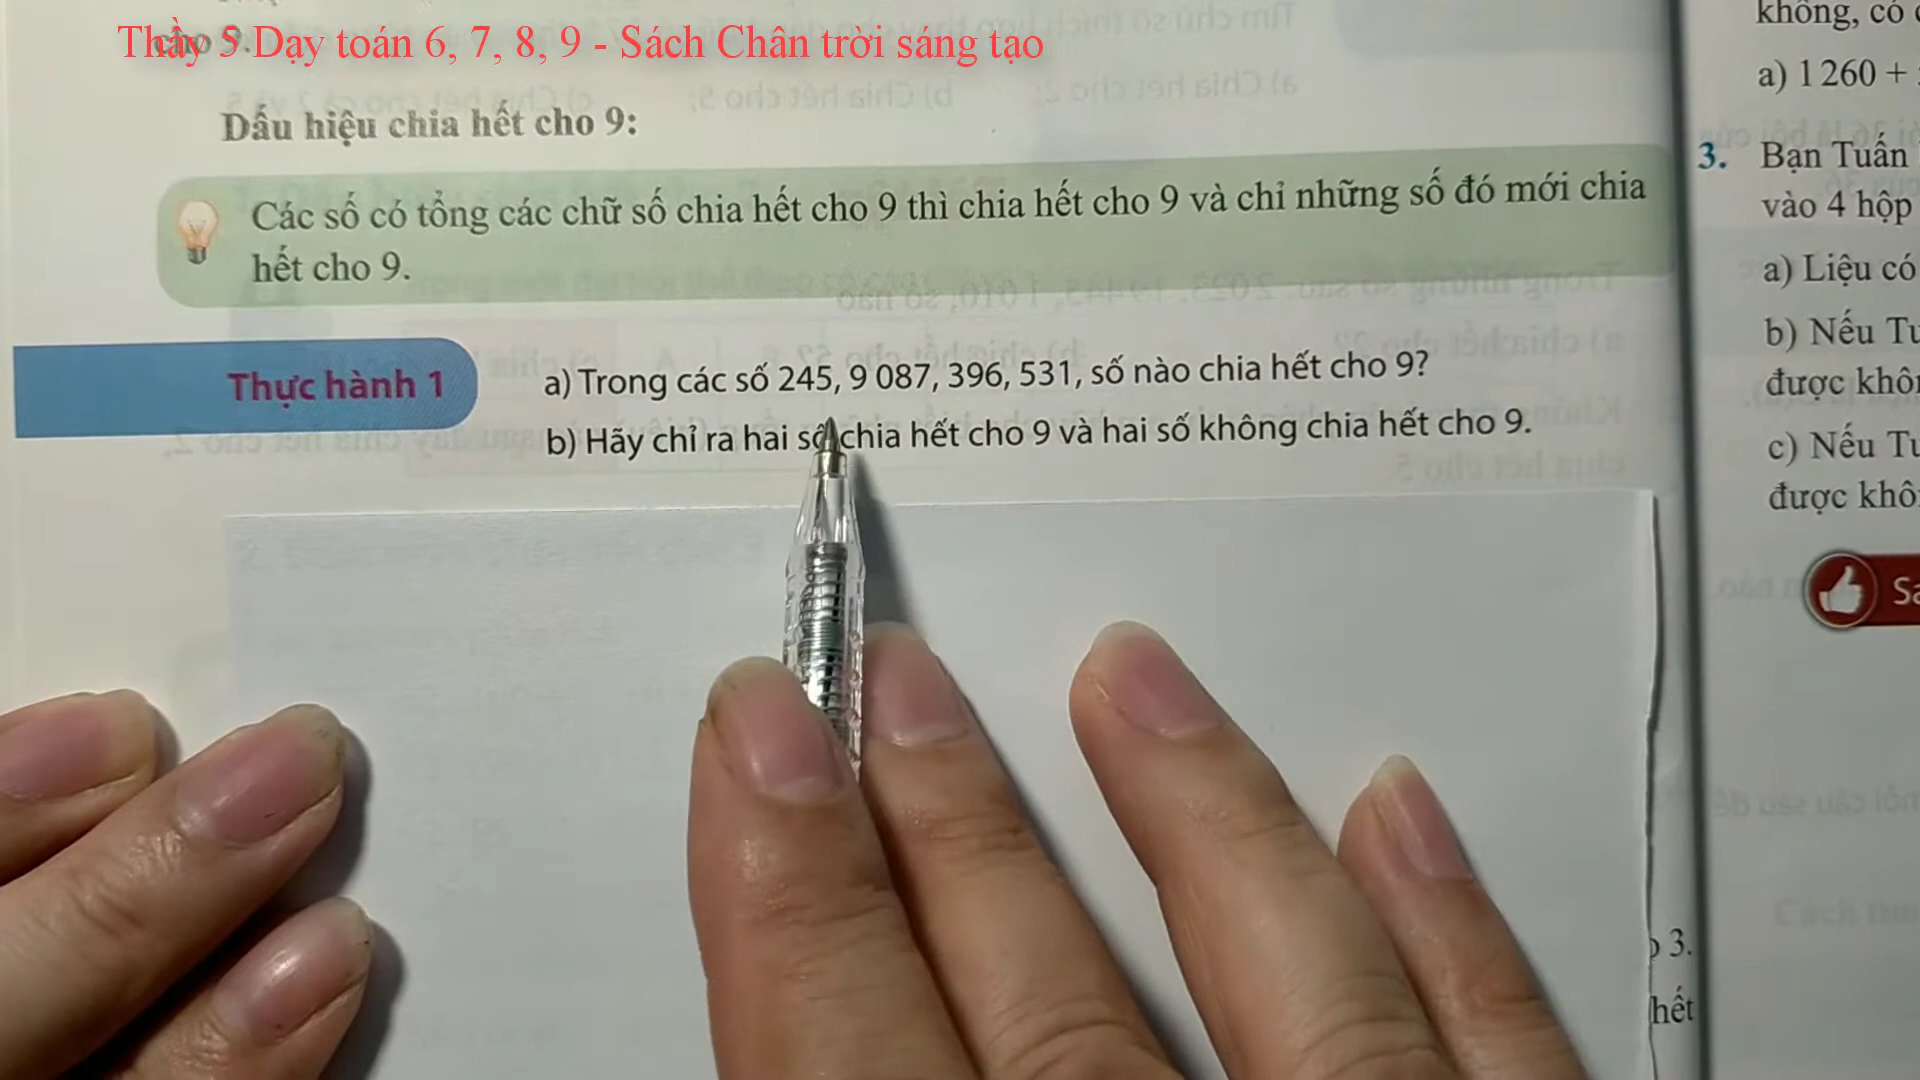 Thầy 5 Dạy toán 6, 7, 8, 9 - Sách Chân trời sáng tạo
Dấu hiệu chia hết cho 9:
Các số có tổng các chữ số chia hết cho 9 thì chia hết cho 9 và chỉ những số đó mới chia
hết cho 9.
Thực hành 1
a) Trong các số 245, 9 087, 396, 531, số nào chia hết cho 9?
b) Hãy chỉ ra hai số chia hết cho 9 và hai số không chia hết cho 9.
3.
hết
không, có
a) 1 260 +
3. Bạn Tuấn
vào 4 hộp
a) Liệu có
b) Nếu
được
c) Nếu
được